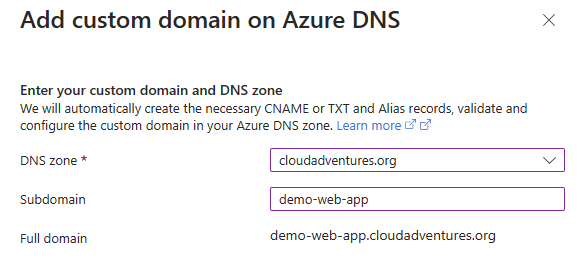 Add custom domain on Azure DNS
Enter your custom domain and DNS zone
We will automatically create the necessary CNAME or TXT and Alias records, validate and
configure the custom domain in your Azure DNS zone. Learn more
DNS zone * cloudadventures.org
Subdomain demo-web-app
Full domain demo-web-app.cloudadventures.org